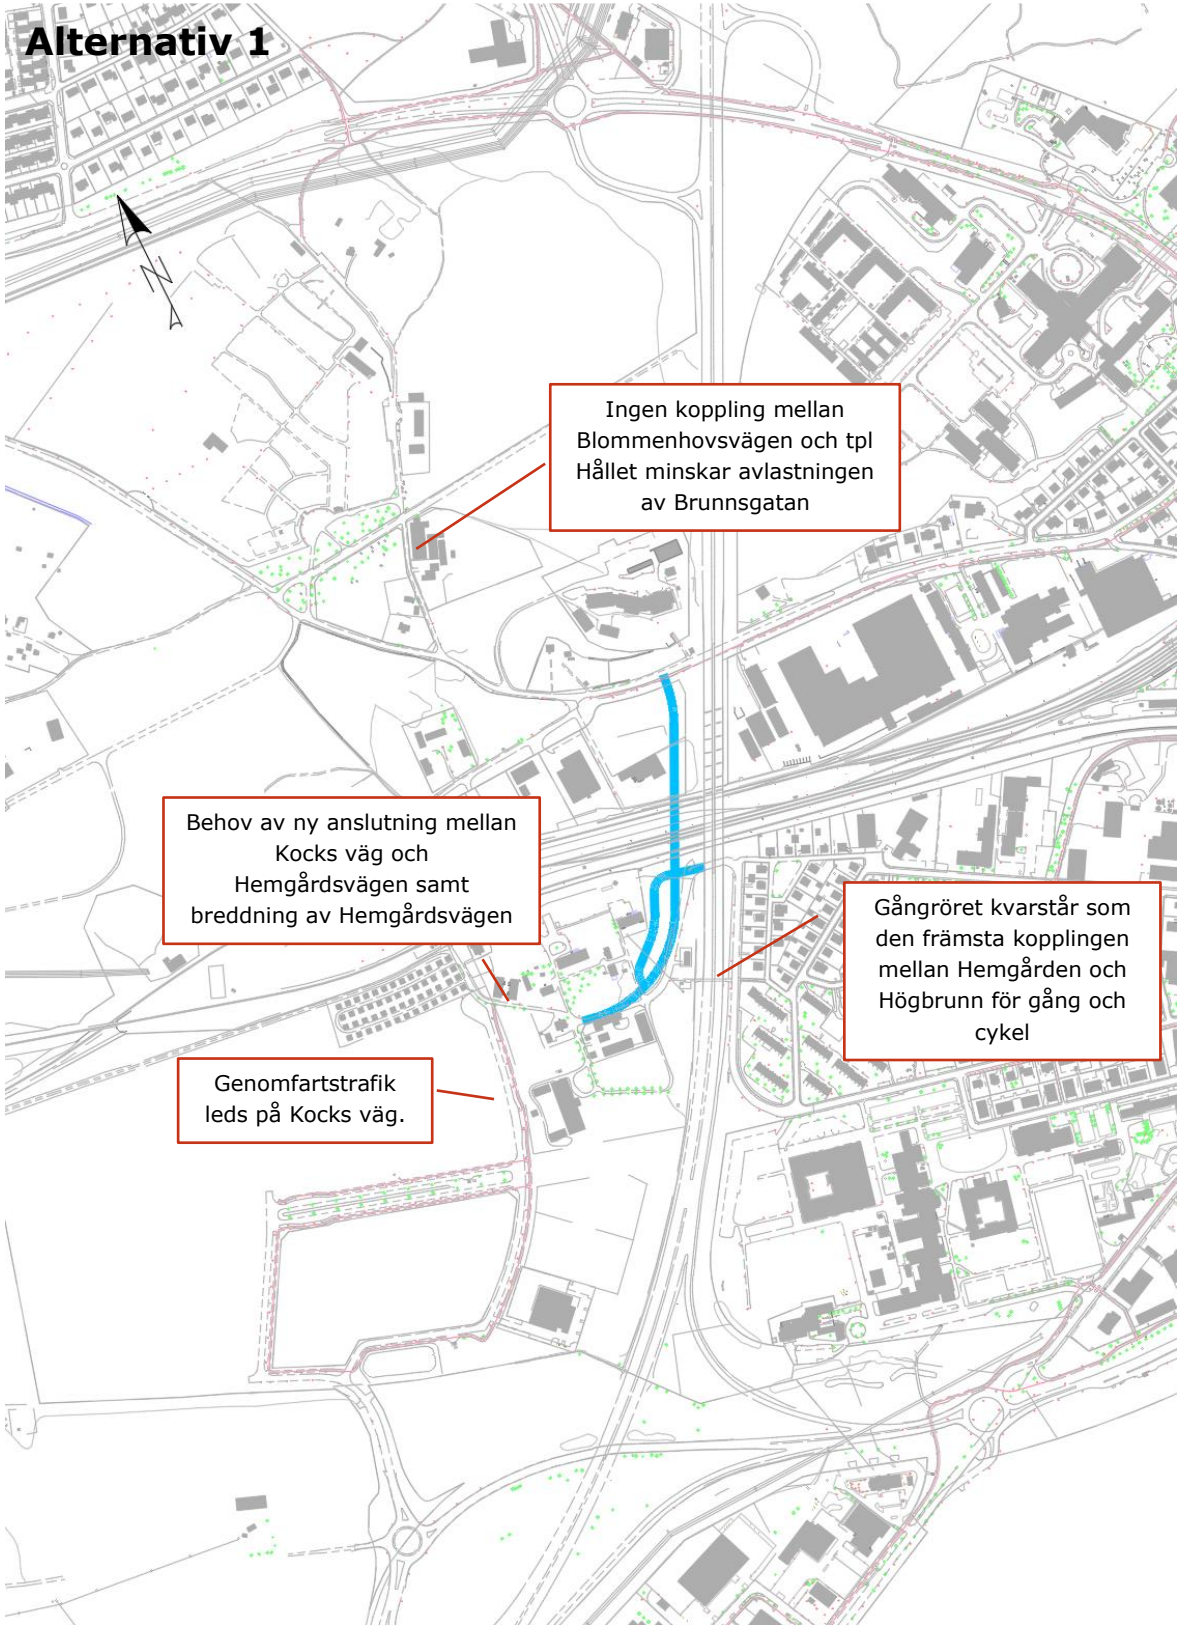 Alternativ 1
N
Ingen koppling mellan
Blommenhovsvägen och tpl
Hållet minskar avlastningen
av Brunnsgatan
Behov av ny anslutning mellan
Kocks väg och
Hemgårdsvägen samt
breddning av Hemgårdsvägen
Gångröret kvarstår som
den främsta kopplingen
mellan Hemgården och
Högbrunn för gång och
cykel
Genomfartstrafik
leds på Kocks väg.